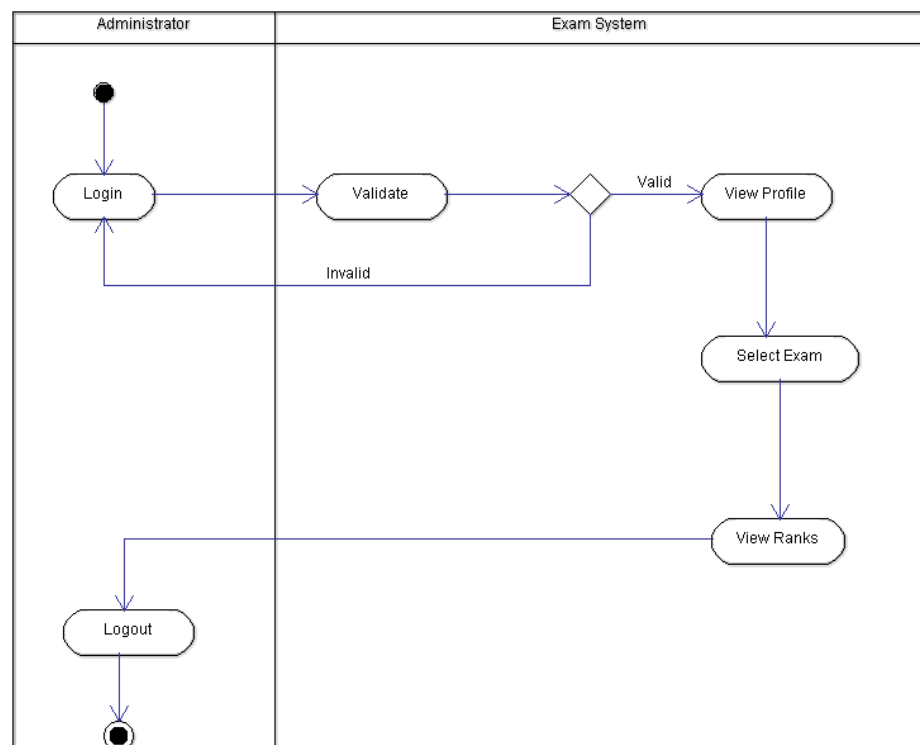 Administrator
Exam System
Login
Validate
Valid
View Profile
Invalid
Select Exam
View Ranks
Logout